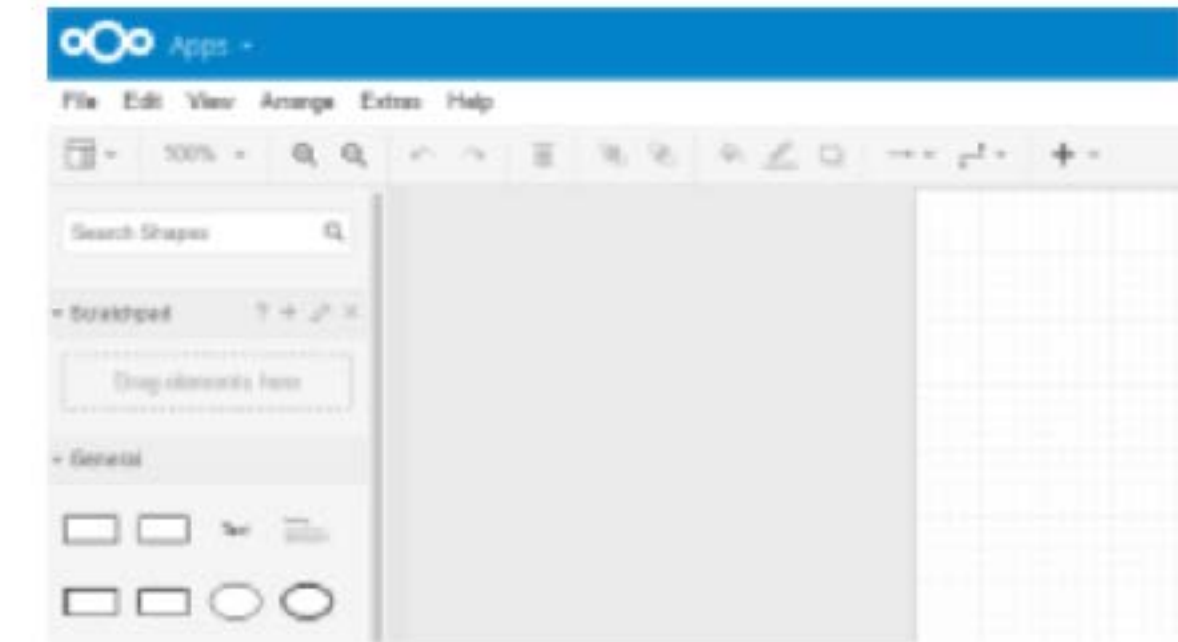 Apps
File Edit View Arrange Extras Help
100%
Search Shapes
Scratchpad ?
Drag elements here
General
Text